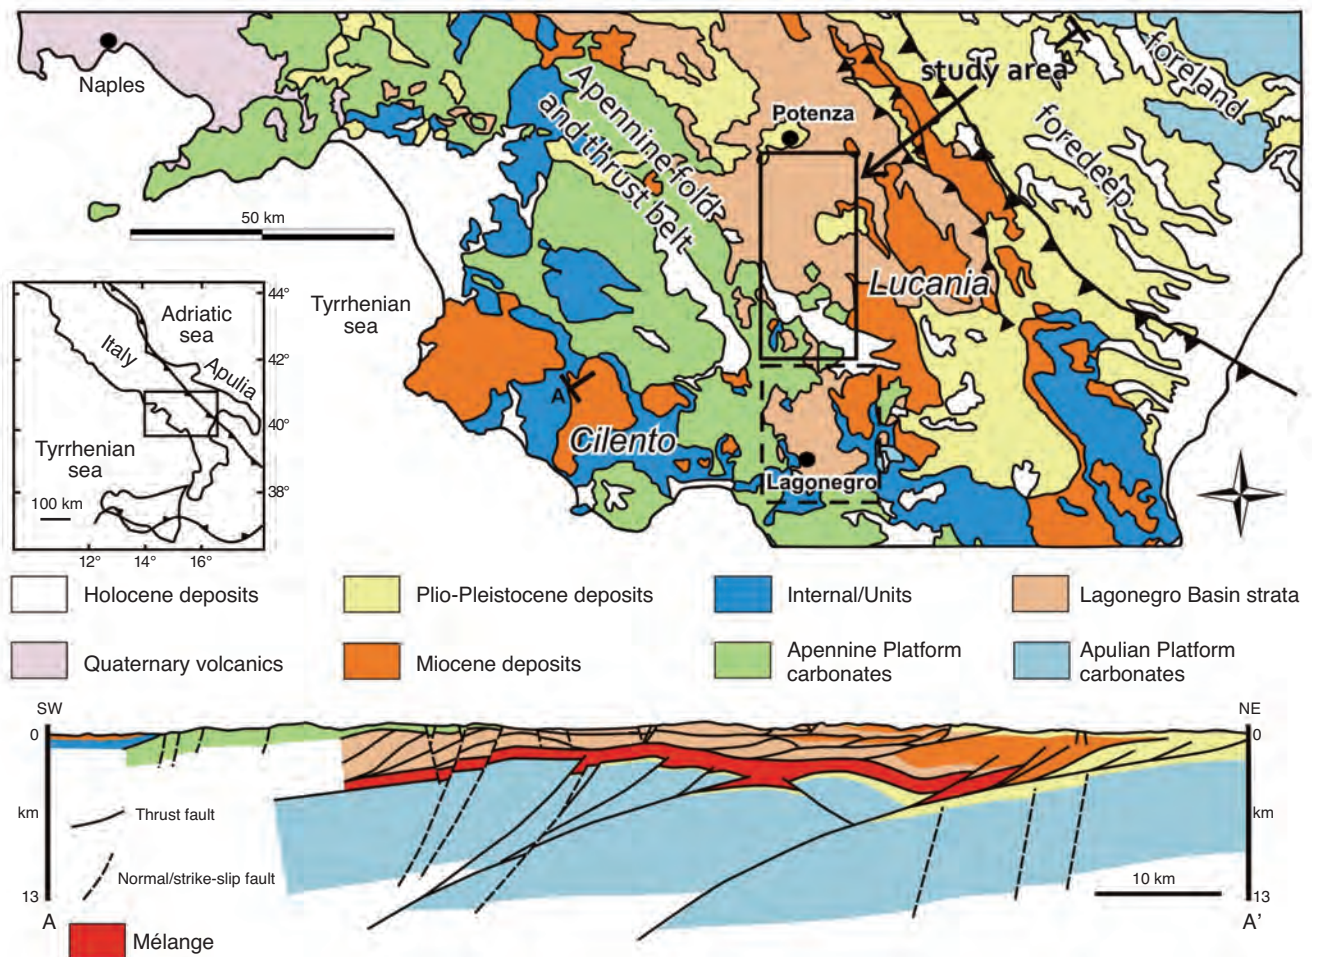 Naples
Apennine fold
and thrust belt
Potenza
study area
foreland
foredeep
50 km
Tyrrhenian
sea
Lucania
A
Cilento
Lagonegro
Adriatic
sea
Italy
Apulia
Tyrrhenian
sea
100 km
44°
42°
40°
38°
12°
14°
16°
Holocene deposits
Plio-Pleistocene deposits
Internal/Units
Lagonegro Basin strata
Quaternary volcanics
Miocene deposits
Apennine Platform
carbonates
Apulian Platform
carbonates
SW
NE
0
0
km
km
Thrust fault
Normal/strike-slip fault
10 km
13
13
A
A'
Mélange